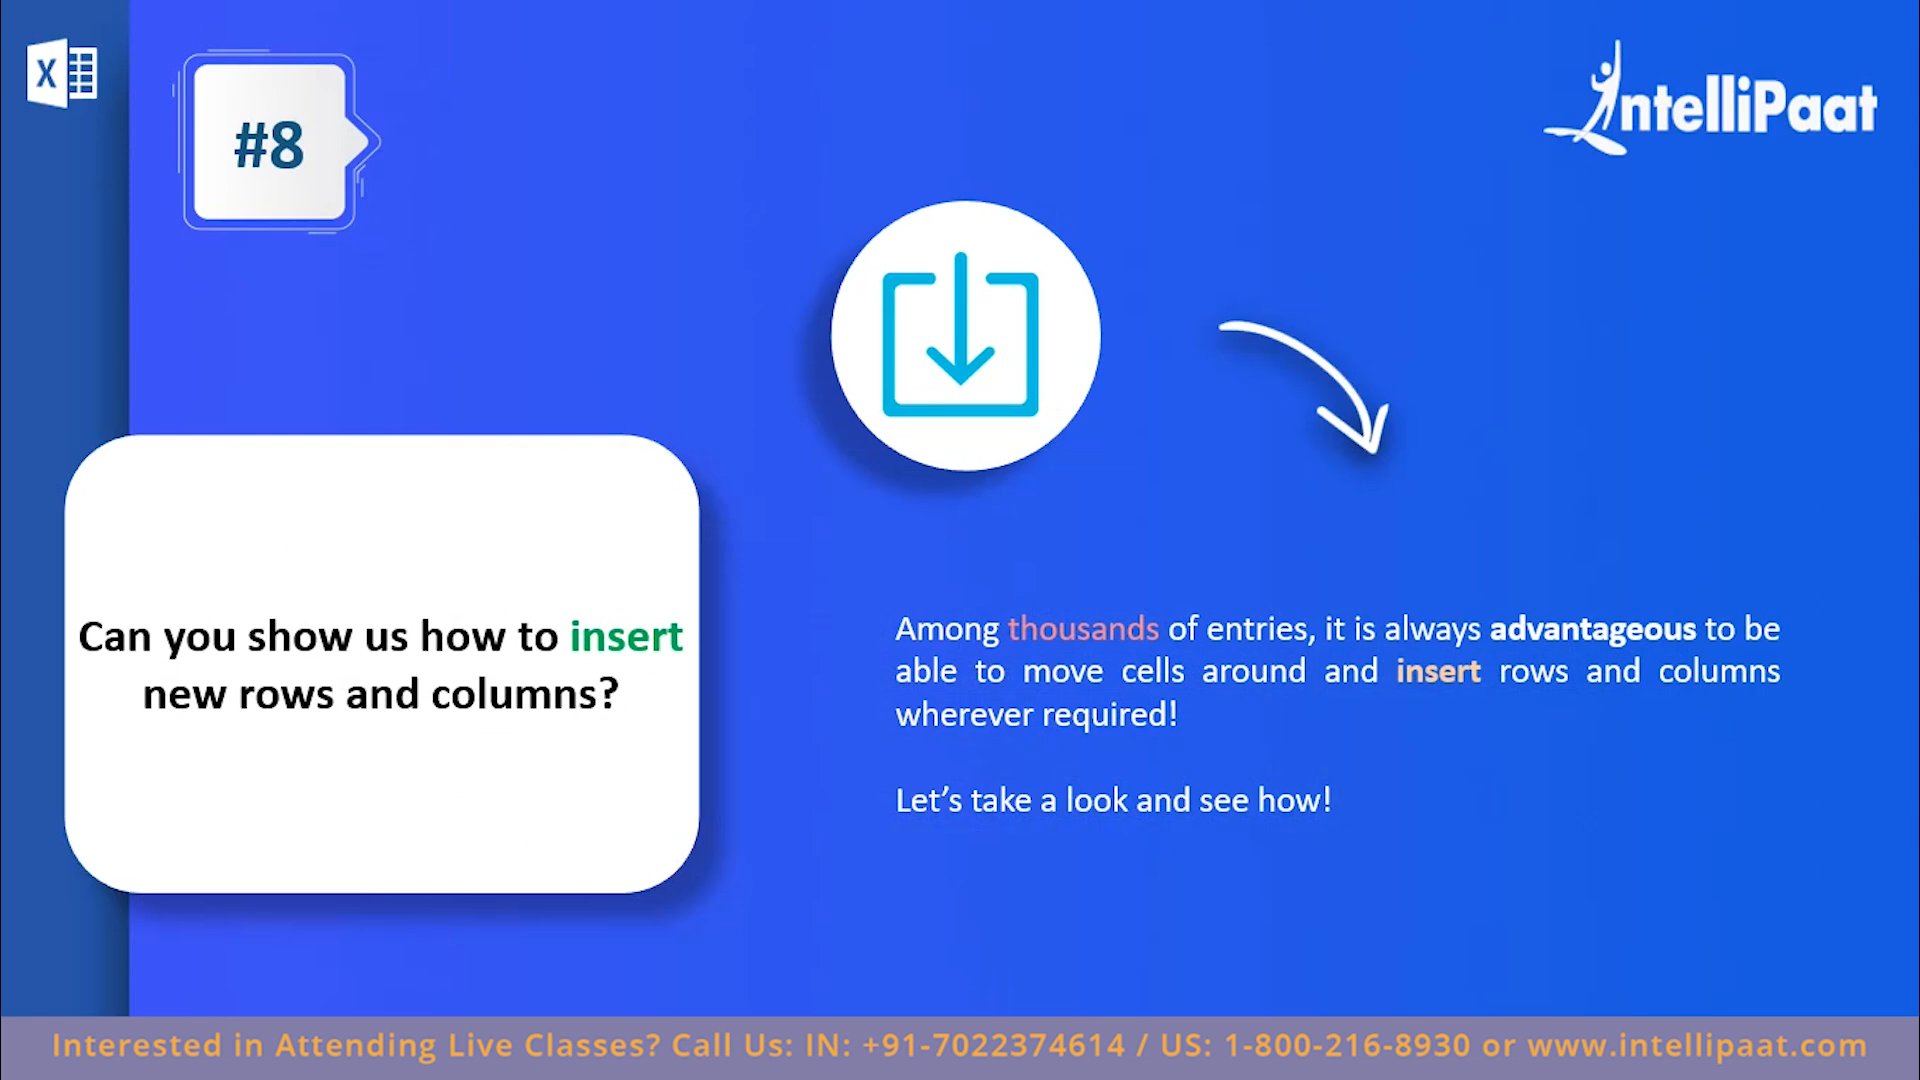 X
#8
IntelliPaat
Can you show us how to insert
new rows and columns?
Among thousands of entries, it is always advantageous to be
able to move cells around and insert rows and columns
wherever required!
Let's take a look and see how!
Interested in Attending Live Classes? Call Us: IN: +91-7022374614 / US: 1-800-216-8930 or www.intellipaat.com